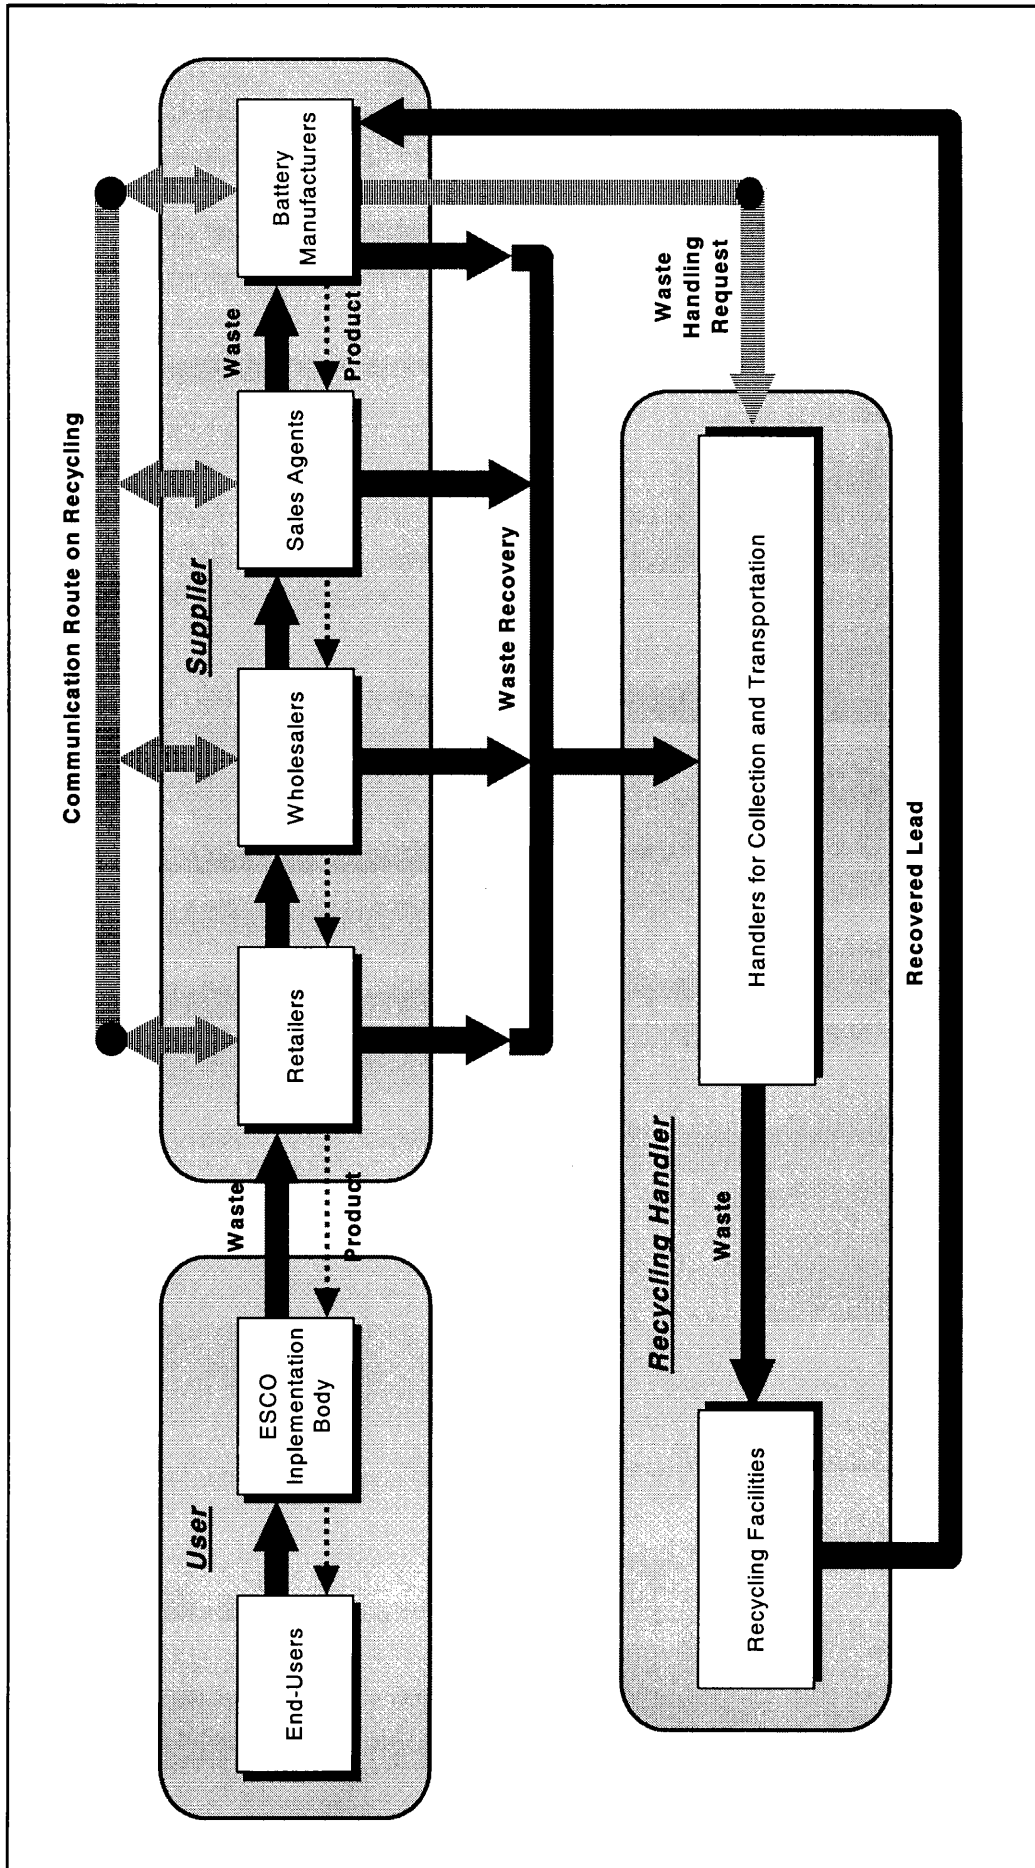 Communication Route on Recycling
User
Supplier
End-Users
ESCO
Inplementation
Body
Retailers
Wholesalers
Sales Agents
Battery
Manufacturers
Waste
Product
Waste
Product
Waste Recovery
Waste
Handling
Request
Recycling Handler
Recycling Facilities
Waste
Handlers for Collection and Transportation
Recovered Lead